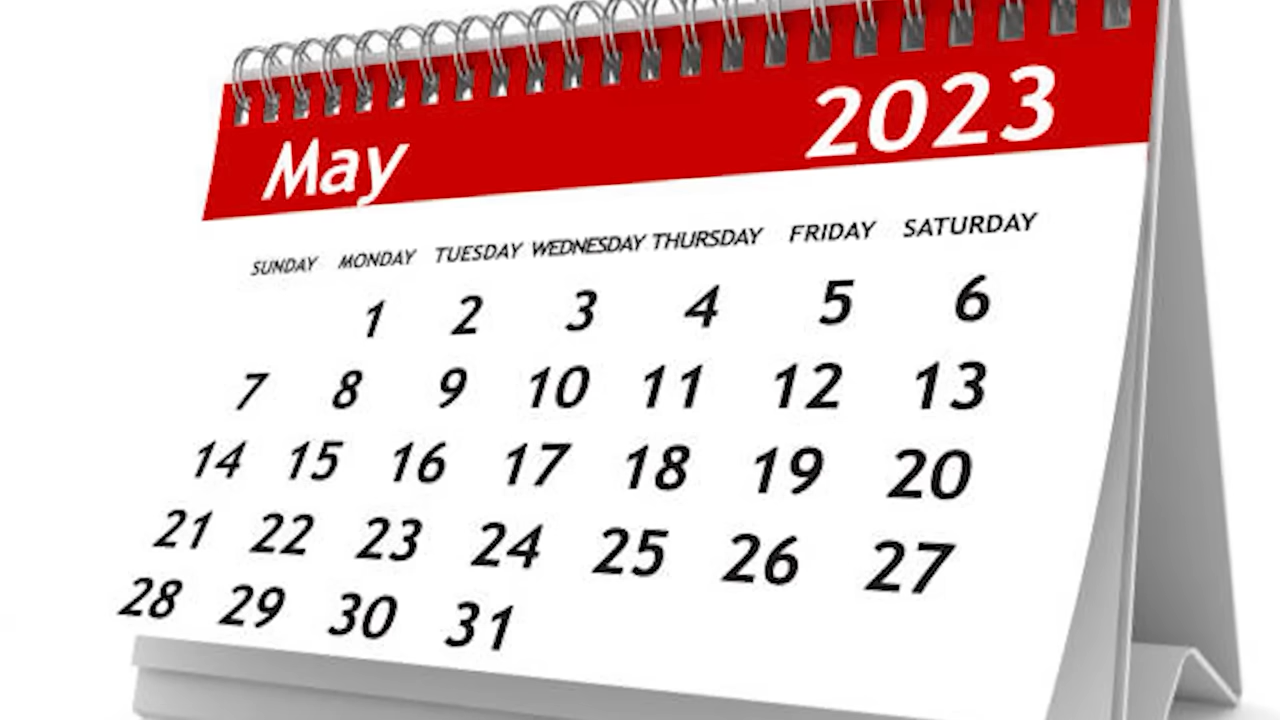 May 2023
SUNDAY MONDAY TUESDAY WEDNESDAY THURSDAY FRIDAY SATURDAY
1 2 3 4 5 6
7 8 9 10 11 12 13
14 15 16 17 18 19 20
21 22 23 24 25 26 27
28 29 30 31